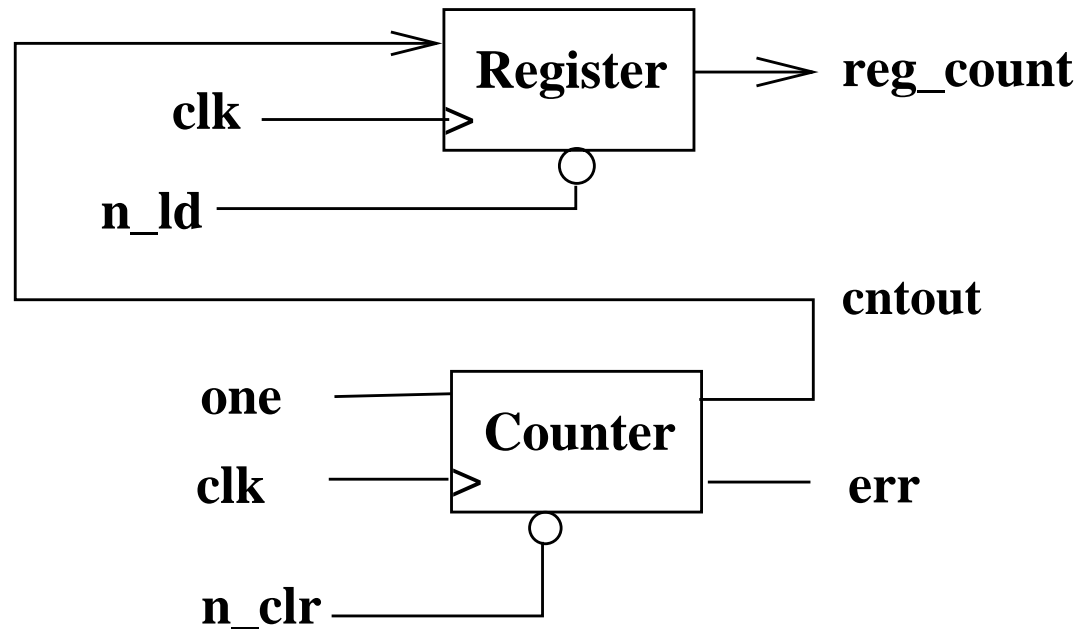 Register
reg_count
clk
n_ld
cntout
one
Counter
clk
err
n_clr